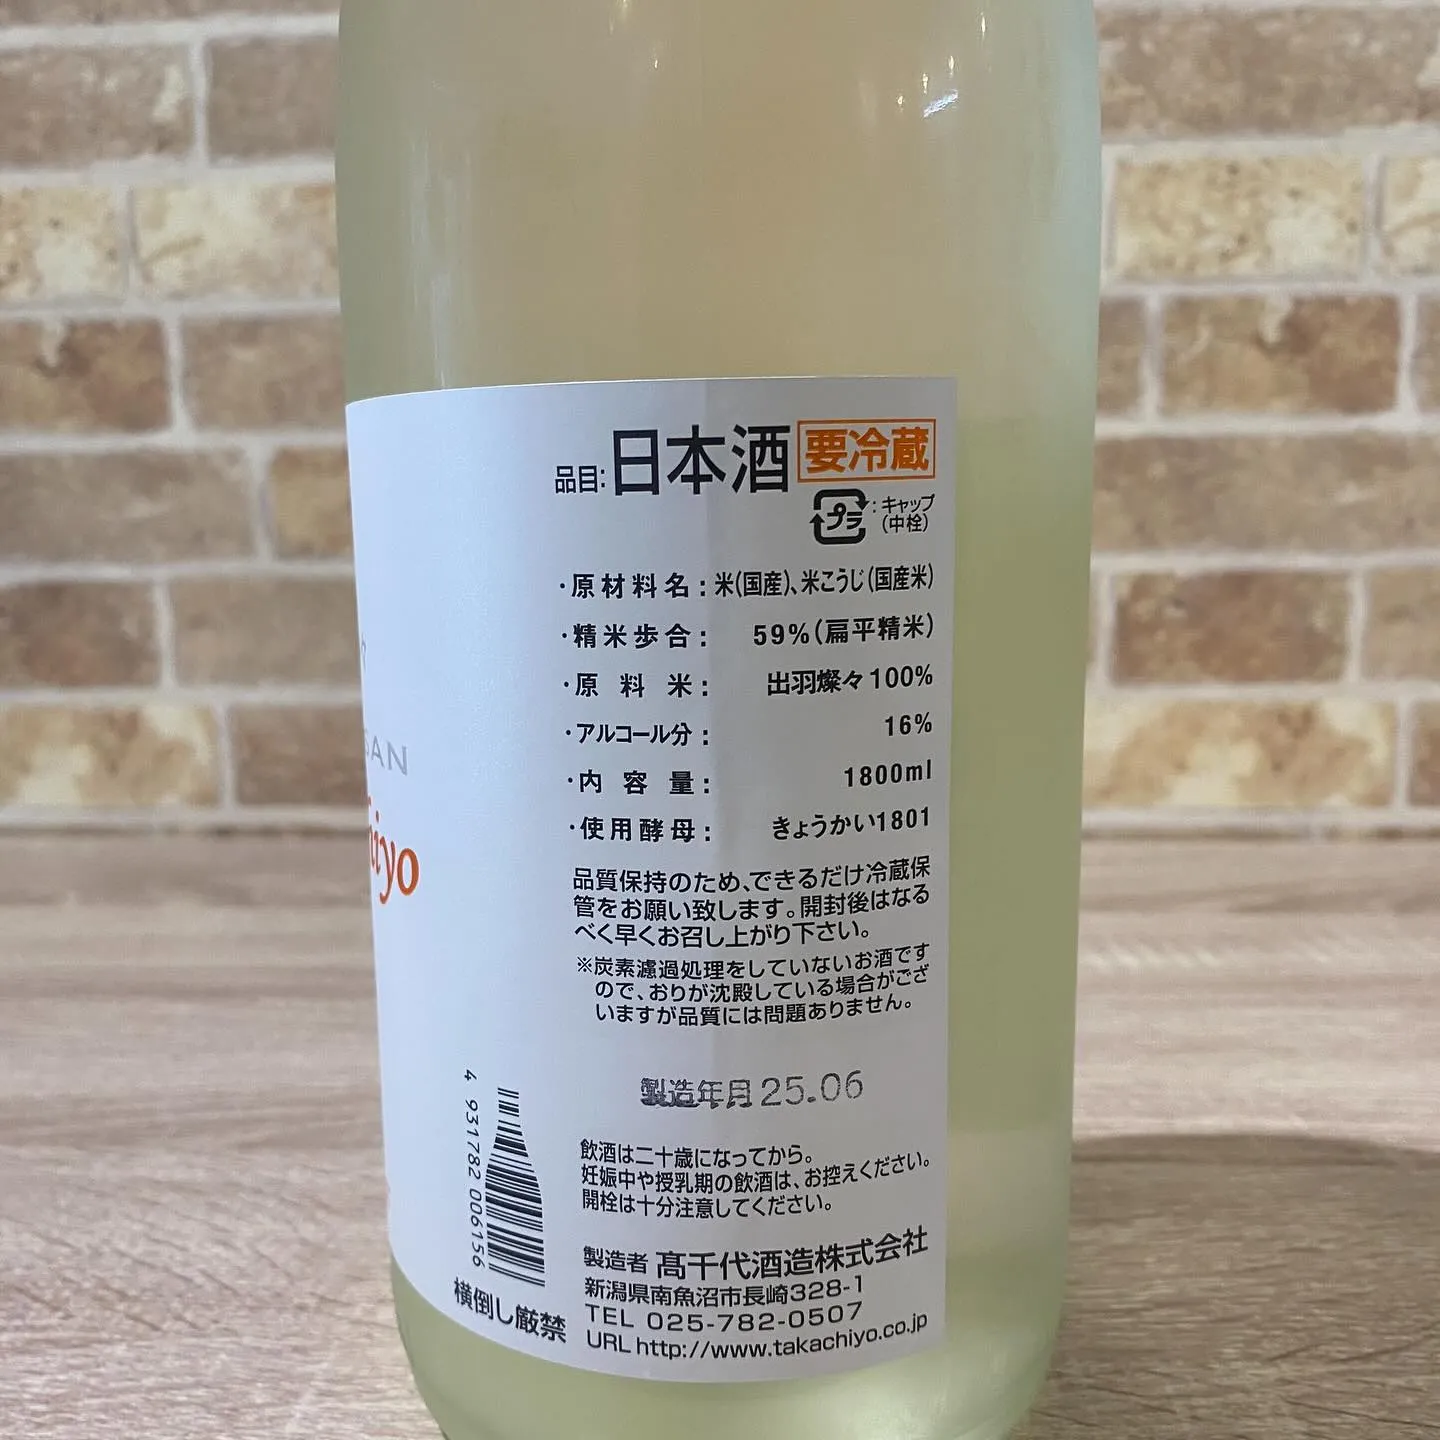 品目:日本酒 要冷蔵
プラ :キャップ
(中栓)
・原材料名:米(国産)、米こうじ(国産米)
・精米歩合: 59%(扁平精米)
・原料米: 出羽燦々100%
・アルコール分: 16%
・内容量: 1800ml
・使用酵母: きょうかい1801
品質保持のため、できるだけ冷蔵保
管をお願い致します。開封後はなる
べく早くお召し上がり下さい。
※炭素濾過処理をしていないお酒です
ので、おりが沈殿している場合がござ
いますが品質には問題ありません。
製造年月25.06
飲酒は二十歳になってから。
妊娠中や授乳期の飲酒は、お控えください。
開栓は十分注意してください。
製造者 髙千代酒造株式会社
新潟県南魚沼市長崎328-1
TEL 025-782-0507
URL http://www.takachiyo.co.jp
4 931782 006156
横倒し厳禁